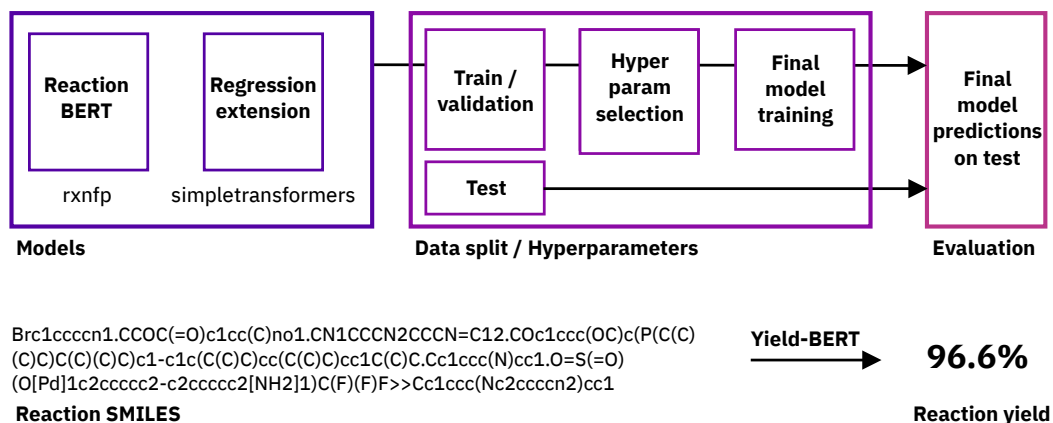 Reaction
BERT
Regression
extension
rxnfp
simpletransformers
Models
Train /
validation
Hyper
param
selection
Final
model
training
Test
Data split / Hyperparameters
Final
model
predictions
on test
Evaluation
Brc1ccccn1.CCOC(=O)c1cc(C)no1.CN1CCCN2CCCN=C12.COc1ccc(OC)c(P(C(C)
(C)C)C(C)(C)C)c1-c1c(C(C)C)cc(C(C)C)cc1C(C)C.Cc1ccc(N)cc1.O=S(=O)
(O[Pd]1c2ccccc2-c2ccccc2[NH2]1)C(F)(F)F>>Cc1ccc(Nc2ccccn2)cc1
Reaction SMILES
Yield-BERT
96.6%
Reaction yield